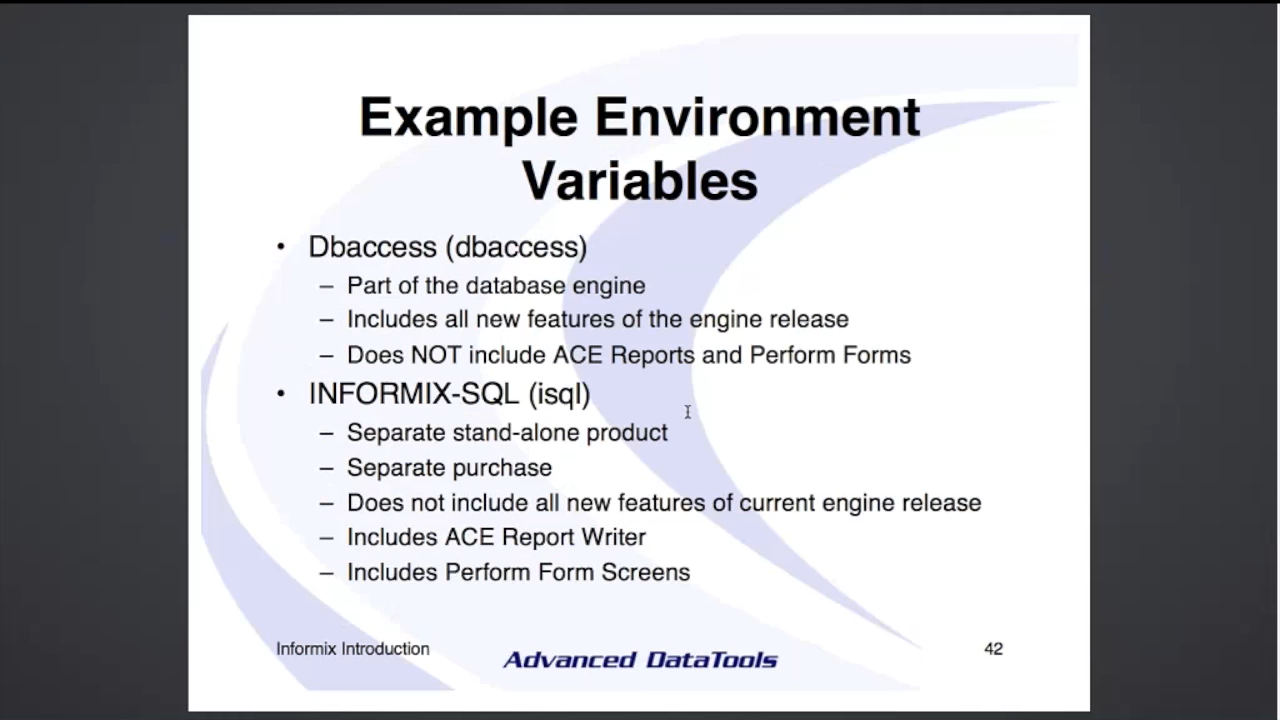 Example Environment
Variables
• Dbaccess (dbaccess)
– Part of the database engine
– Includes all new features of the engine release
– Does NOT include ACE Reports and Perform Forms
• INFORMIX-SQL (isql)
– Separate stand-alone product
– Separate purchase
– Does not include all new features of current engine release
– Includes ACE Report Writer
– Includes Perform Form Screens
Informix Introduction
Advanced DataTools
42